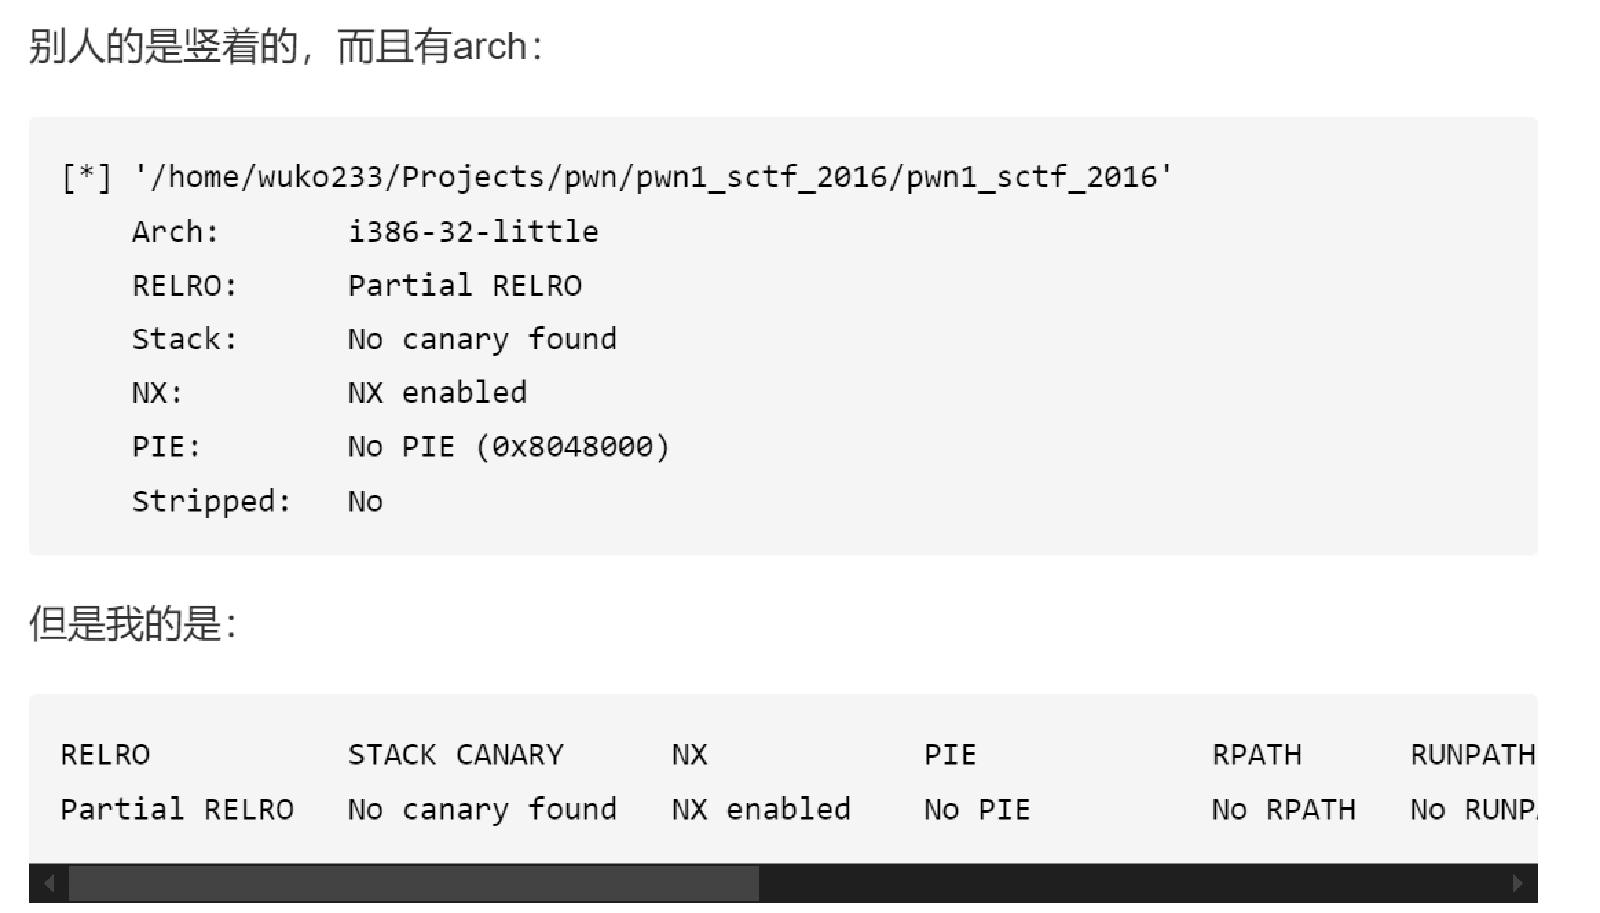 别人的是竖着的，而且有arch：
[*] '/home/wuko233/Projects/pwn/pwn1_sctf_2016/pwn1_sctf_2016'
Arch: i386-32-little
RELRO: Partial RELRO
Stack: No canary found
NX: NX enabled
PIE: No PIE (0x8048000)
Stripped: No
但是我的是：
RELRO STACK CANARY NX PIE RPATH RUNPATH
Partial RELRO No canary found NX enabled No PIE No RPATH No RUNP